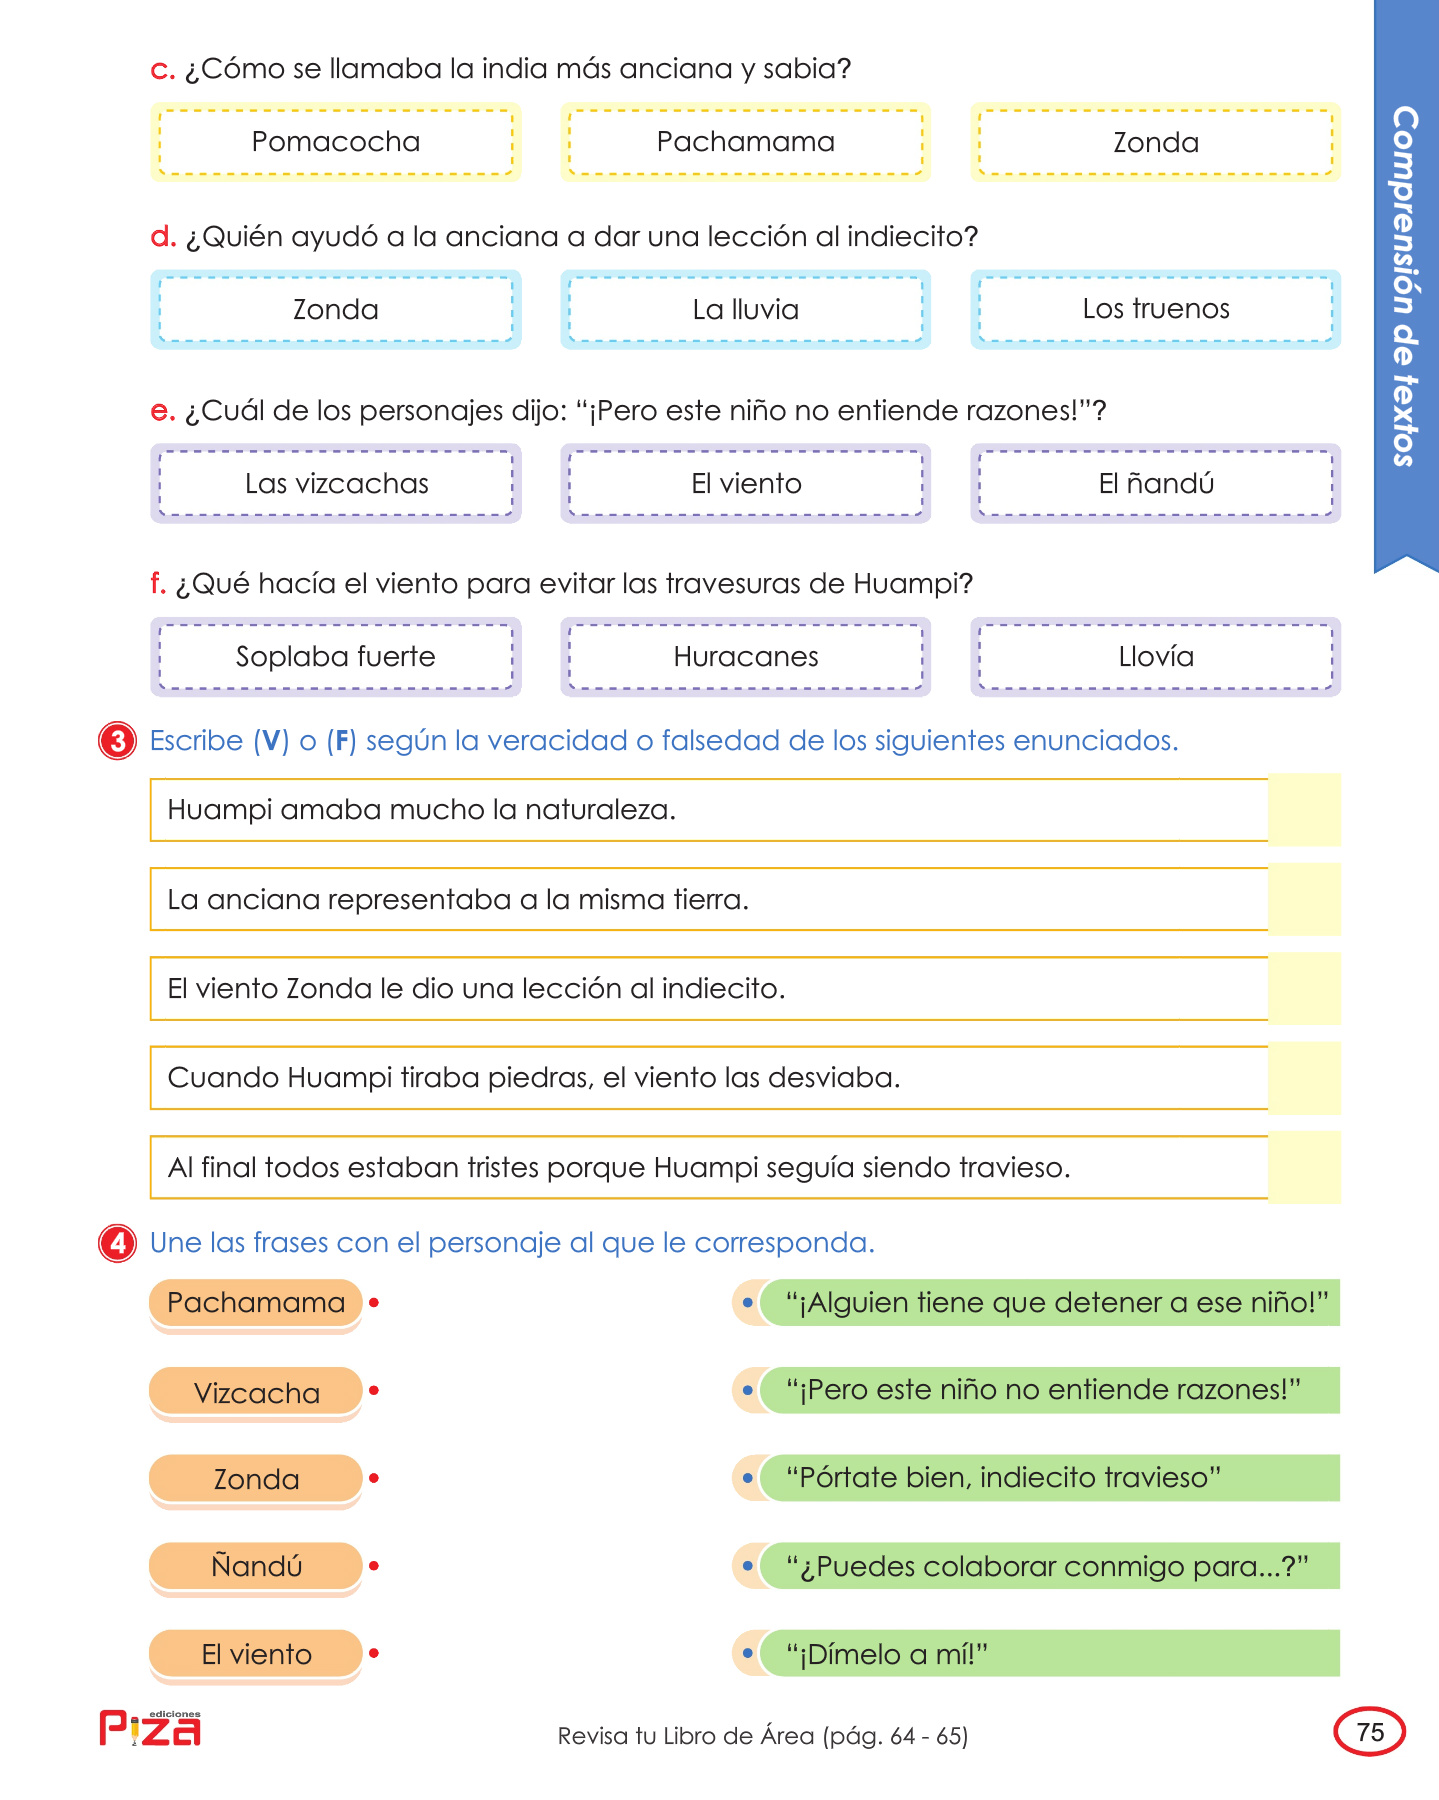 c. ¿Cómo se llamaba la india más anciana y sabia?
Pomacocha
Pachamama
Zonda
d. ¿Quién ayudó a la anciana a dar una lección al indiecito?
Zonda
La lluvia
Los truenos
e. ¿Cuál de los personajes dijo: “¡Pero este niño no entiende razones!”?
Las vizcachas
El viento
El ñandú
f. ¿Qué hacía el viento para evitar las travesuras de Huampi?
Soplaba fuerte
Huracanes
Llovía
Comprensión de textos
3 Escribe (V) o (F) según la veracidad o falsedad de los siguientes enunciados.
Huampi amaba mucho la naturaleza.
La anciana representaba a la misma tierra.
El viento Zonda le dio una lección al indiecito.
Cuando Huampi tiraba piedras, el viento las desviaba.
Al final todos estaban tristes porque Huampi seguía siendo travieso.
4 Une las frases con el personaje al que le corresponda.
Pachamama
“¡Alguien tiene que detener a ese niño!”
Vizcacha
“¡Pero este niño no entiende razones!”
Zonda
“Pórtate bien, indiecito travieso”
Ñandú
“¿Puedes colaborar conmigo para...?”
El viento
“¡Dímelo a mí!”
ediciones
Piza
Revisa tu Libro de Área (pág. 64 - 65)
75